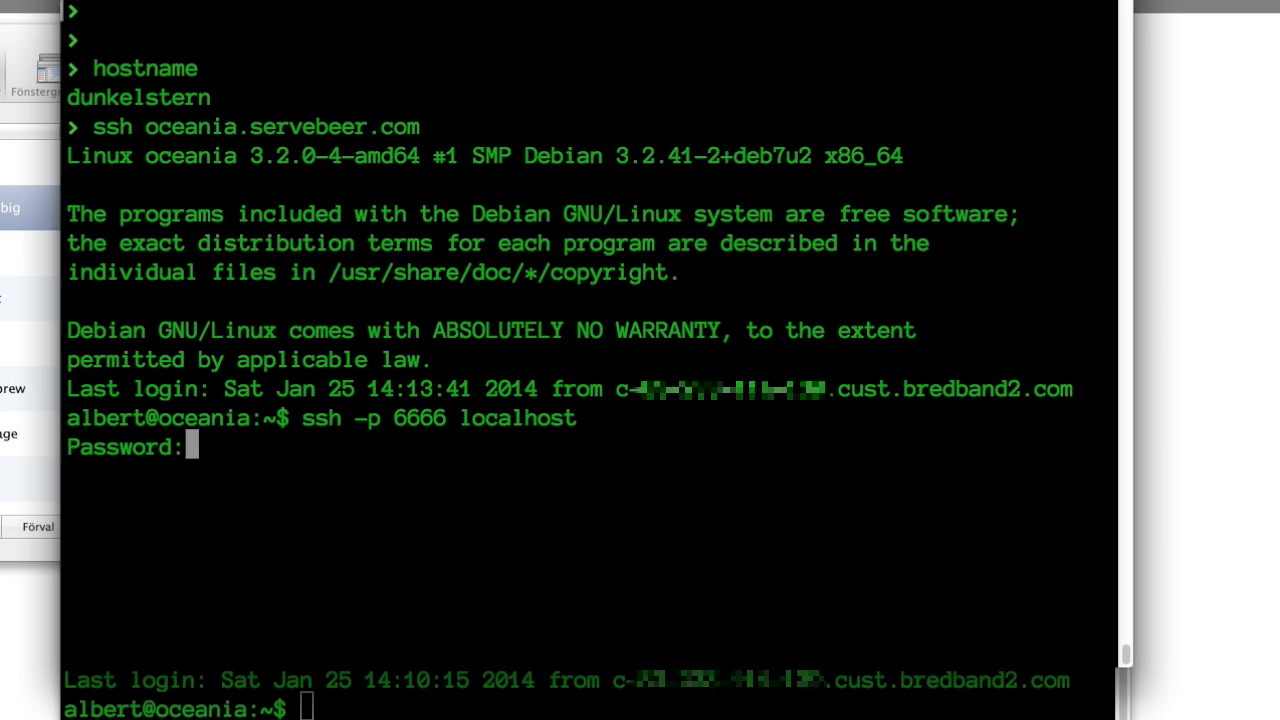 >
>
> hostname
Fönstergr
dunkelstern
> ssh oceania.servebeer.com
Linux oceania 3.2.0-4-amd64 #1 SMP Debian 3.2.41-2+deb7u2 x86_64
big
The programs included with the Debian GNU/Linux system are free software;
the exact distribution terms for each program are described in the
individual files in /usr/share/doc/*/copyright.
Debian GNU/Linux comes with ABSOLUTELY NO WARRANTY, to the extent
permitted by applicable law.
rew
Last login: Sat Jan 25 14:13:41 2014 from c- .cust.bredband2.com
albert@oceania:~$ ssh -p 6666 localhost
ge
Password:
Förval
Last login: Sat Jan 25 14:10:15 2014 from c- .cust.bredband2.com
albert@oceania:~$